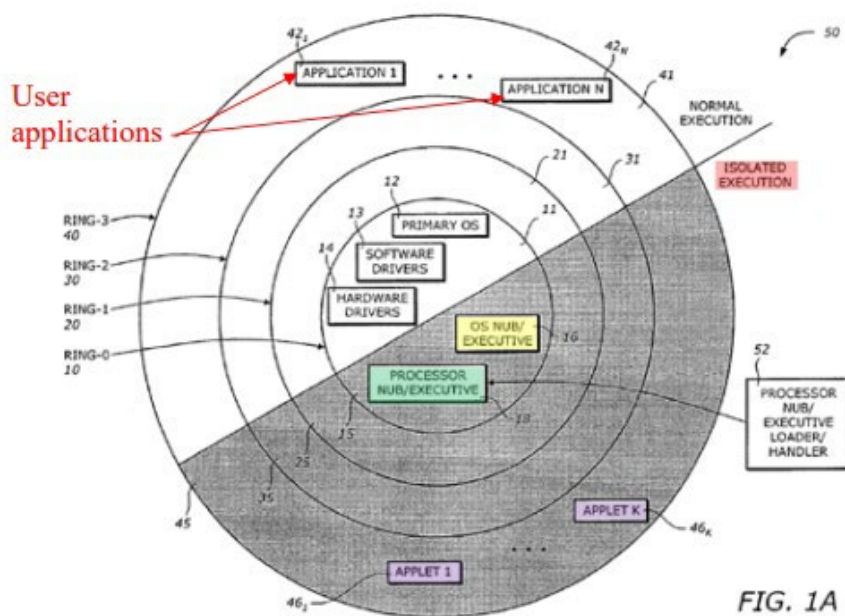 42₁
42ₙ
50
APPLICATION 1
• • •
APPLICATION N
41
User
applications
NORMAL
EXECUTION
21
31
ISOLATED
EXECUTION
12
11
PRIMARY OS
13
RING-3
40
SOFTWARE
DRIVERS
14
RING-2
30
HARDWARE
DRIVERS
RING-1
20
OS NUB/
EXECUTIVE
16
RING-0
10
PROCESSOR
NUB/EXECUTIVE
52
15
18
PROCESSOR
NUB/
EXECUTIVE
LOADER/
HANDLER
25
35
45
APPLET K
46ₖ
• • •
APPLET 1
46₁
FIG. 1A